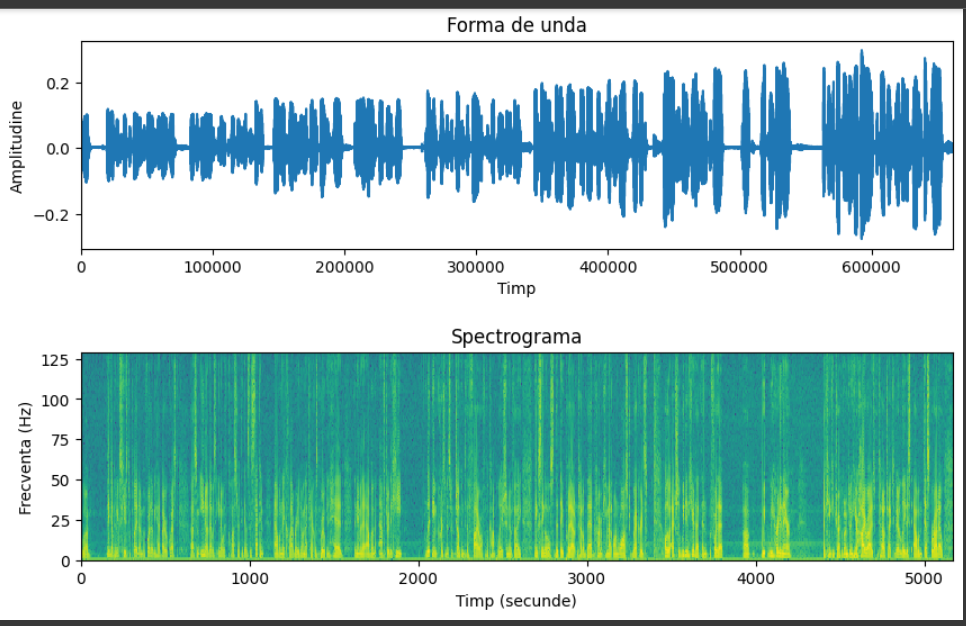 Forma de unda
Amplitudine
0.2
0.0
−0.2
0 100000 200000 300000 400000 500000 600000
Timp
Spectrograma
Frecventa (Hz)
125
100
75
50
25
0
0 1000 2000 3000 4000 5000
Timp (secunde)